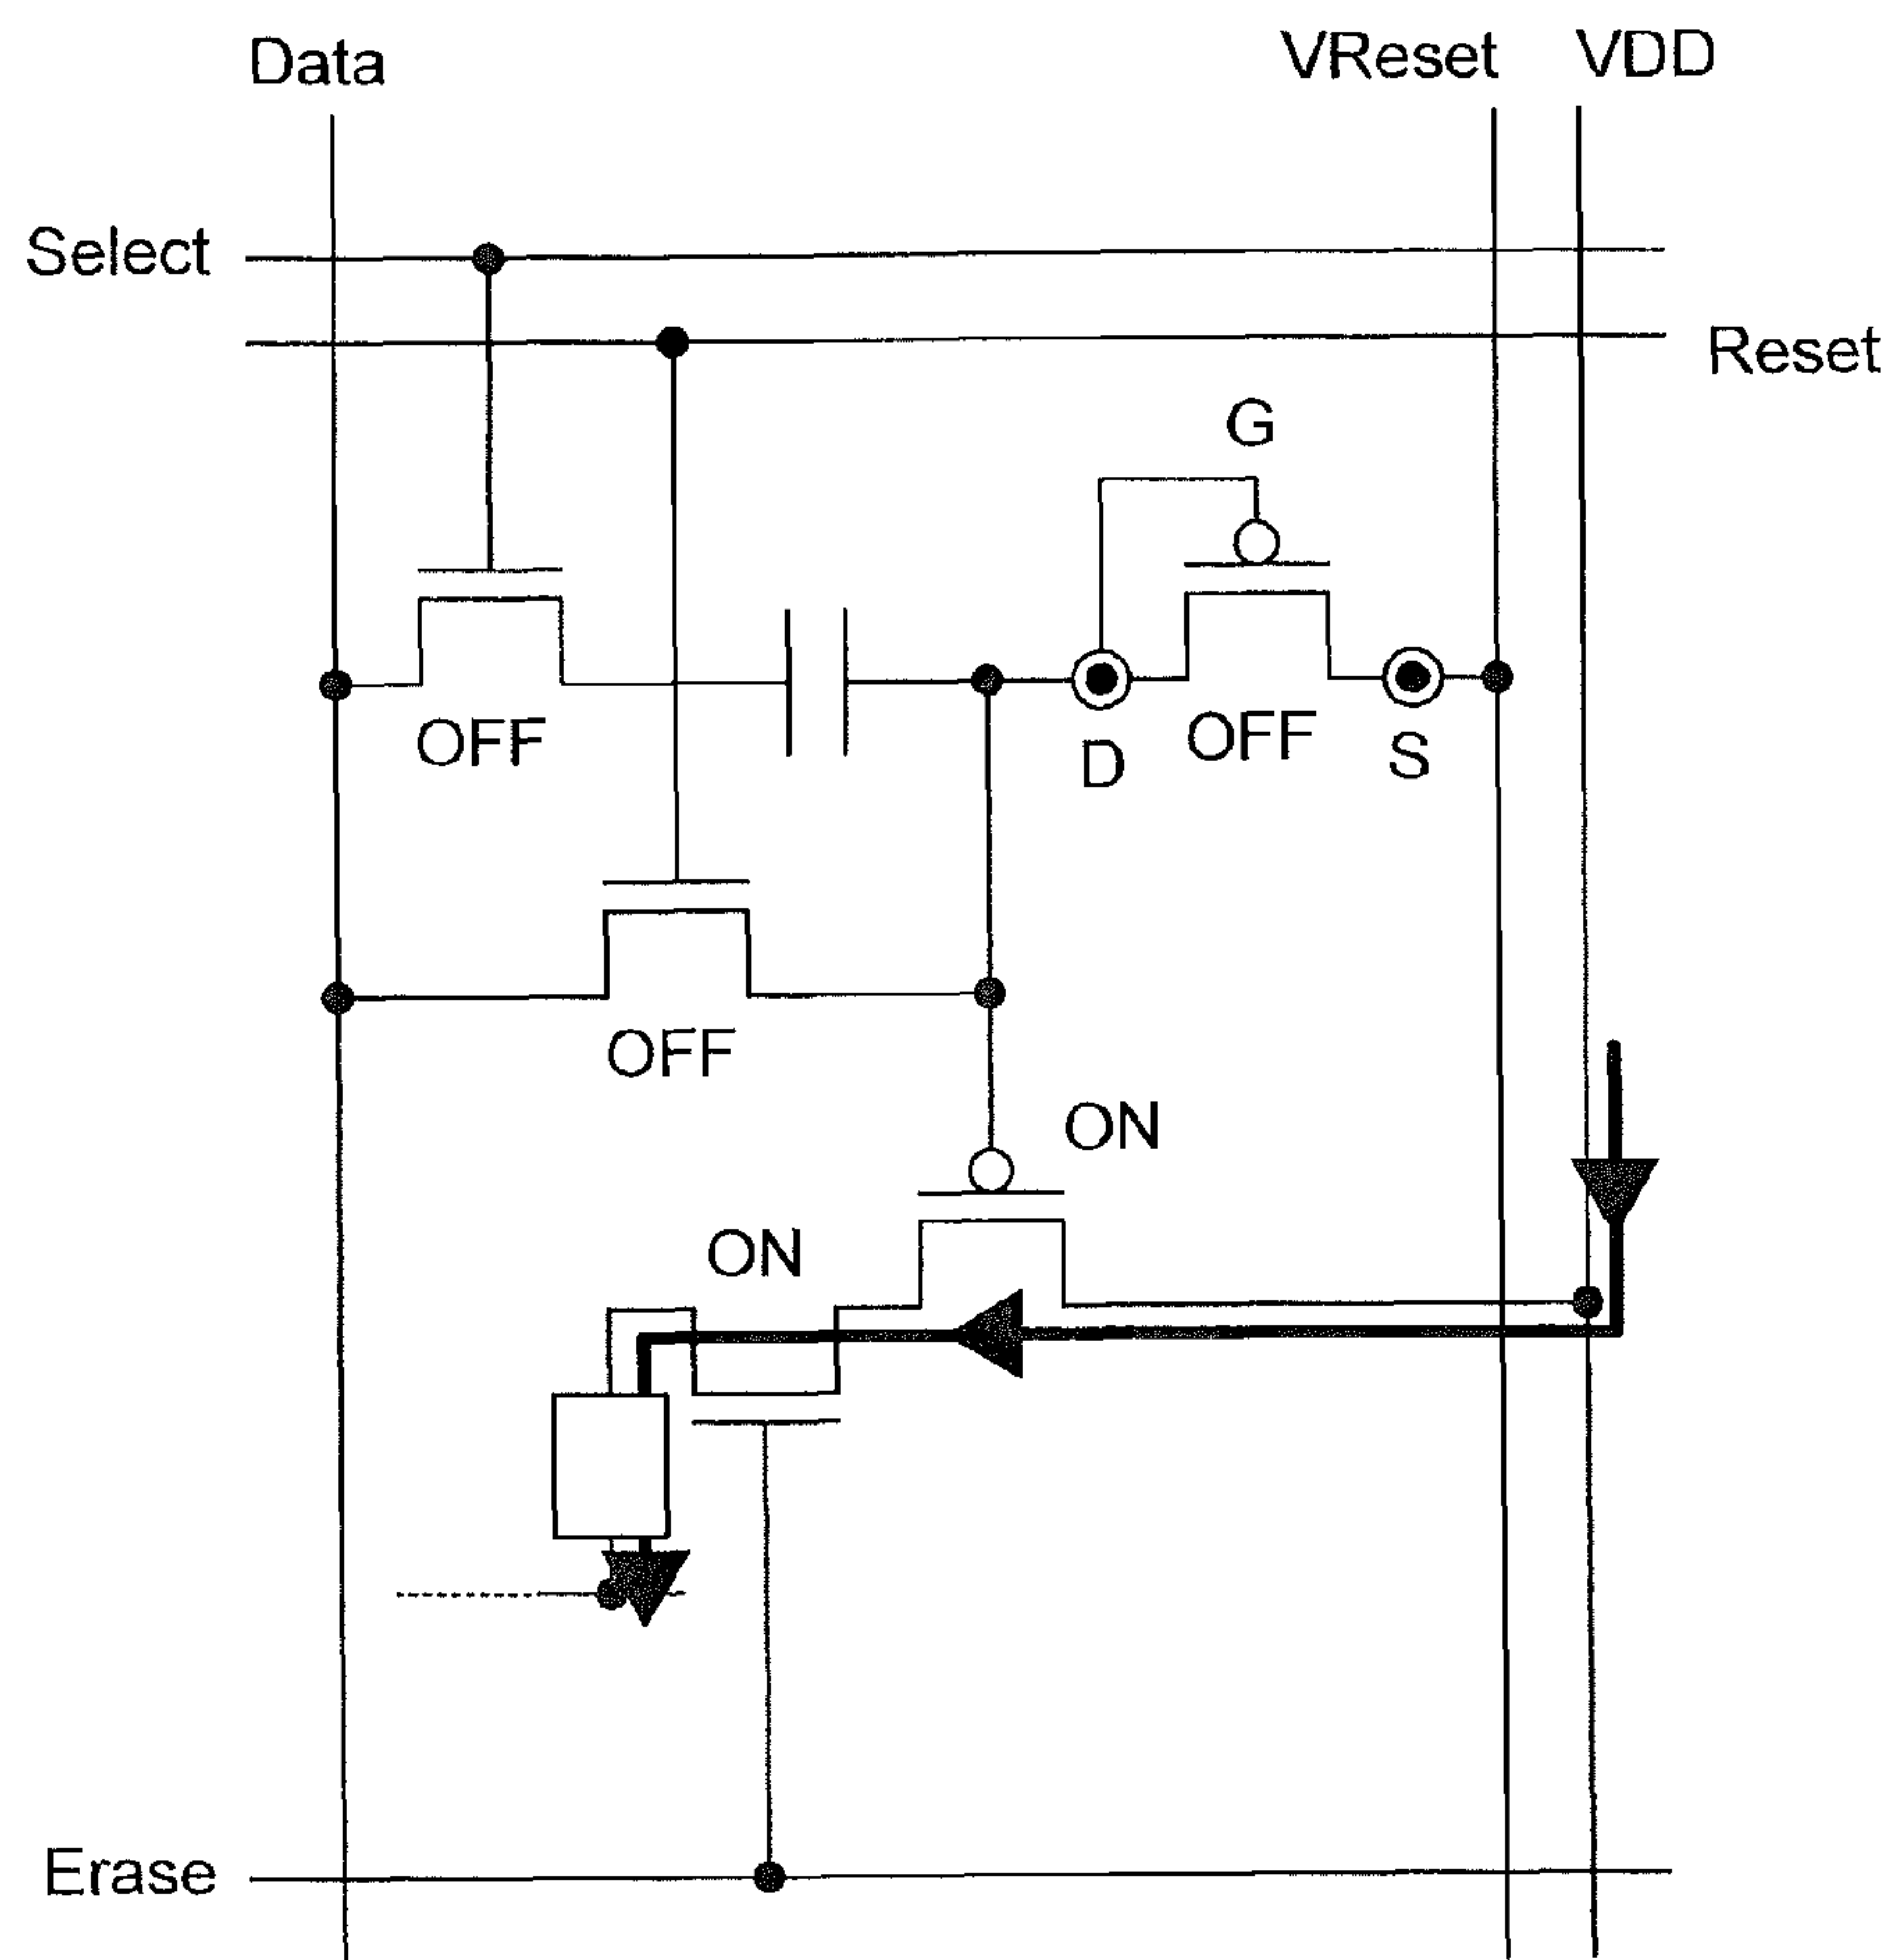 Data
VReset
VDD
Select
Reset
G
OFF
D
OFF
S
OFF
ON
ON
Erase